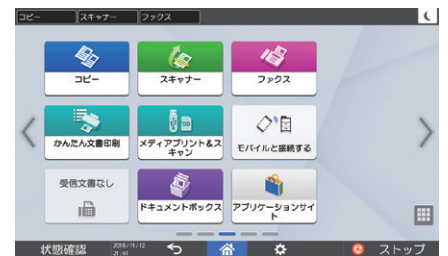 コピー
スキャナー
ファクス
コピー
スキャナー
ファクス
かんたん文書印刷
メディアプリント&ス
キャン
モバイルと接続する
受信文書なし
ドキュメントボックス
アプリケーションサイ
ト
状態確認
21:43
ストップ